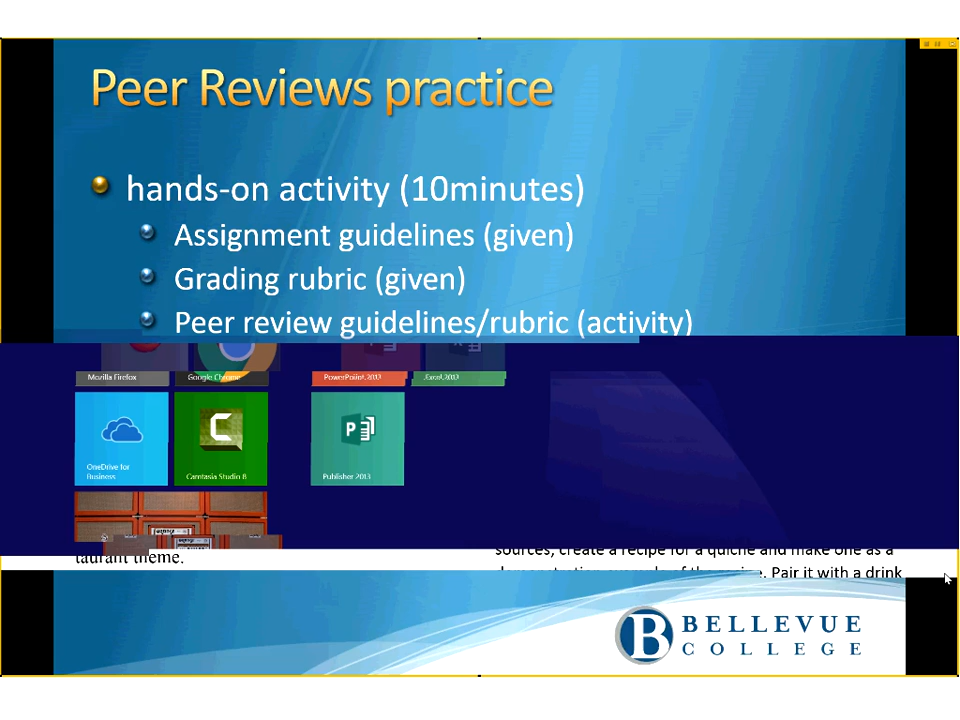 Peer Reviews practice
hands-on activity (10minutes)
Assignment guidelines (given)
Grading rubric (given)
Peer review guidelines/rubric (activity)
Mozilla Firefox
Google Chrome
PowerPoint 2013
Excel 2013
OneDrive for
Business
Camtasia Studio 8
Publisher 2013
taurant theme.
sources, create a recipe for a quiche and make one as a
Pair it with a drink
B BELLEVUE
COLLEGE